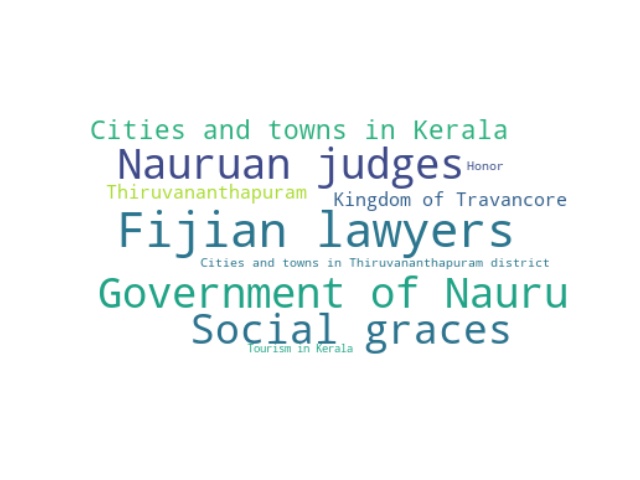 Cities and towns in Kerala
Nauruan judges
Honor
Thiruvananthapuram
Kingdom of Travancore
Fijian lawyers
Cities and towns in Thiruvananthapuram district
Government of Nauru
Social graces
Tourism in Kerala